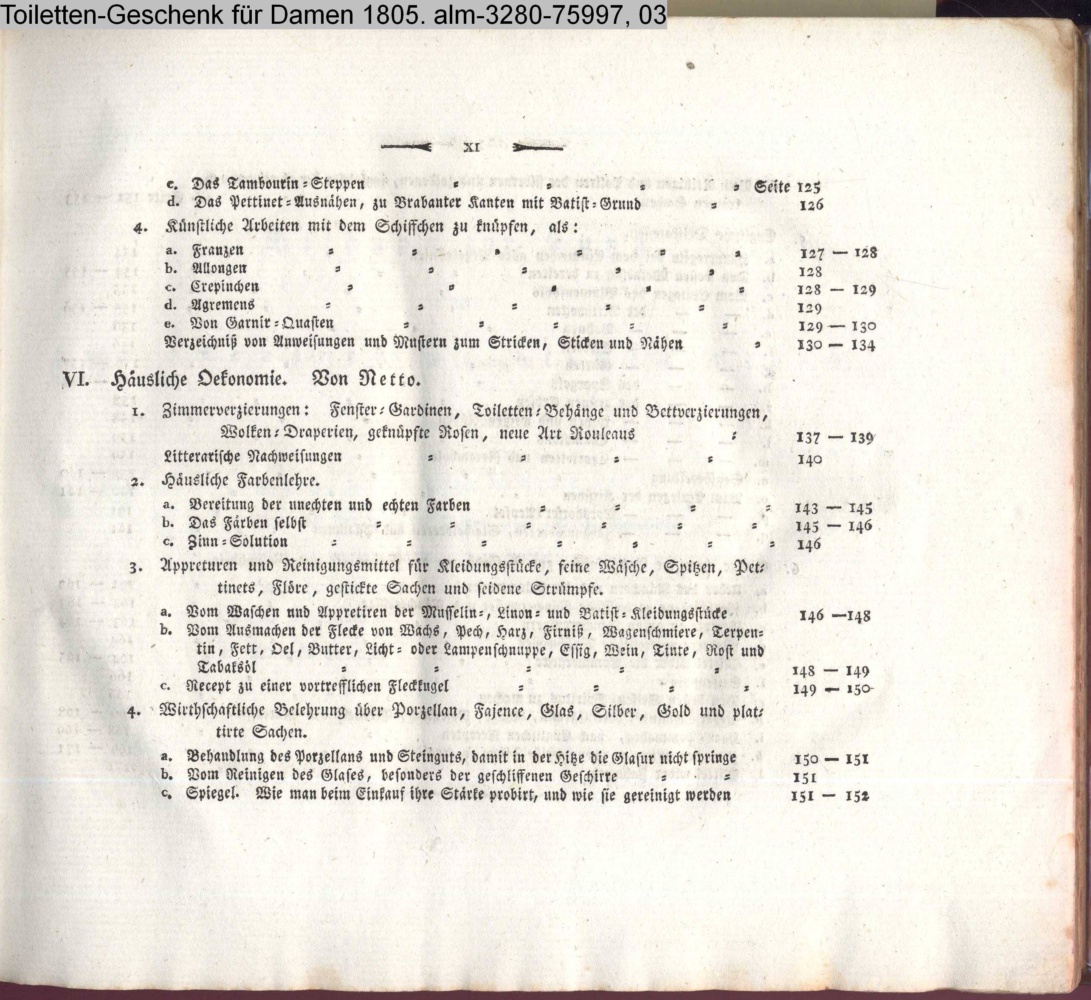 Toiletten-Geschenk für Damen 1805. alm-3280-75997, 03
XI
c. Das Tambourin-Steppen Seite 125
d. Das Pettinet-Ausnähen, zu Brabanter Kanten mit Batist-Grund 126
4. Künstliche Arbeiten mit dem Schiffchen zu knüpfen, als:
a. Franzen 127 — 128
b. Allongen 128
c. Crepinchen 128 — 129
d. Agremens 129
e. Von Garnir-Quasten 129 — 130
Verzeichniß von Anweisungen und Mustern zum Stricken, Sticken und Nähen 130 — 134
VI. Häusliche Oekonomie. Von Netto.
1. Zimmerverzierungen: Fenster-Gardinen, Toiletten-Behänge und Bettverzierungen,
Wolken-Draperien, geknüpfte Rosen, neue Art Rouleaus 137 — 139
Litterarische Nachweisungen 140
2. Häusliche Farbenlehre.
a. Bereitung der unechten und echten Farben 143 — 145
b. Das Färben selbst 145 — 146
c. Zinn-Solution 146
3. Appreturen und Reinigungsmittel für Kleidungsstücke, feine Wäsche, Spitzen, Pet-
tinets, Flöre, gestickte Sachen und seidene Strümpfe.
a. Vom Waschen und Appretiren der Musselin-, Linon- und Batist-Kleidungsstücke 146 —148
b. Vom Ausmachen der Flecke von Wachs, Pech, Harz, Firniß, Wagenschmiere, Terpen-
tin, Fett, Oel, Butter, Licht- oder Lampenschnuppe, Essig, Wein, Tinte, Rost und
Tabaksöl 148 — 149
c. Recept zu einer vortrefflichen Fleckkugel 149 — 150
4. Wirthschaftliche Belehrung über Porzellan, Fajence, Glas, Silber, Gold und plat-
tirte Sachen.
a. Behandlung des Porzellans und Steinguts, damit in der Hitze die Glasur nicht springe 150 — 151
b. Vom Reinigen des Glases, besonders der geschliffenen Geschirre 151
c. Spiegel. Wie man beim Einkauf ihre Stärke probirt, und wie sie gereinigt werden 151 — 152